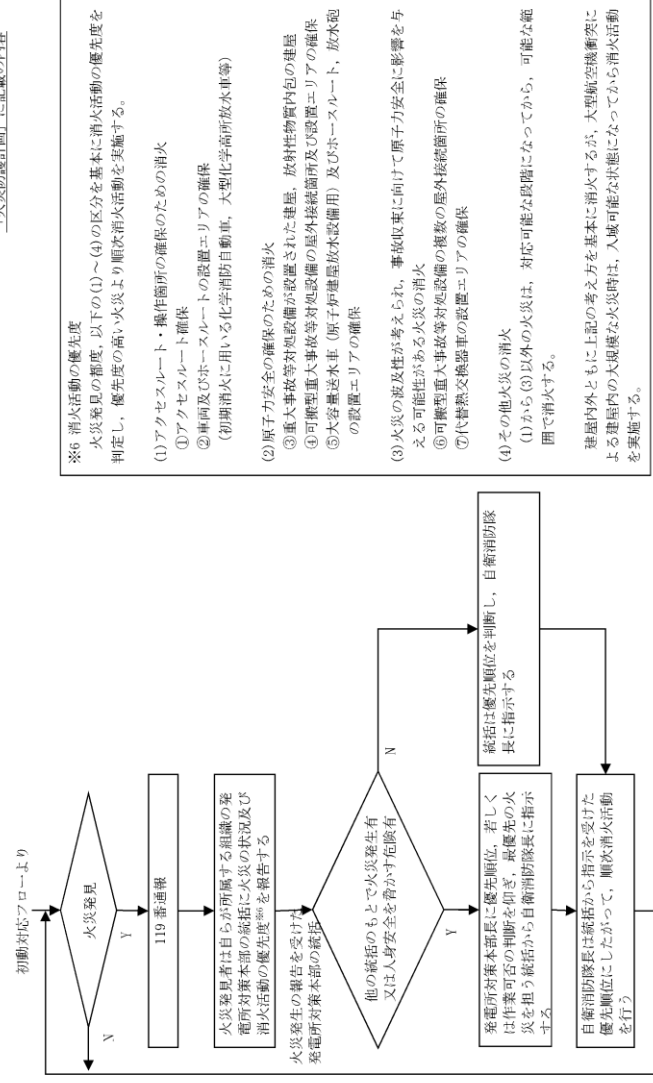 「火災防護計画」に記載の内容
初動対応フローより
火災発見
N
Y
119 番通報
火災発見者は自らが所属する組織の発
電所対策本部の統括に火災の状況及び
消火活動の優先度※6を報告する
火災発生の報告を受けた
発電所対策本部の統括
他の統括のもとで火災発生有
又は人身安全を脅かす危険有
N
Y
発電所対策本部長に優先順位，若しく
は作業可否の判断を仰ぎ，最優先の火
災を担う統括から自衛消防隊長に指示
する
統括は優先順位を判断し，自衛消防隊
長に指示する
自衛消防隊長は統括から指示を受けた
優先順位にしたがって，順次消火活動
を行う
※6 消火活動の優先度
火災発見の都度，以下の(1)～(4)の区分を基本に消火活動の優先度を
判定し，優先度の高い火災より順次消火活動を実施する。
(1)アクセスルート・操作箇所の確保のための消火
①アクセスルート確保
②車両及びホースルートの設置エリアの確保
（初期消火に用いる化学消防自動車，大型化学高所放水車等）
(2)原子力安全の確保のための消火
③重大事故等対処設備が設置された建屋，放射性物質内包の建屋
④可搬型重大事故等対処設備の屋外接続箇所及び設置エリアの確保
⑤大容量送水車（原子炉建屋放水設備用）及びホースルート，放水砲
の設置エリアの確保
(3)火災の波及性が考えられ，事故収束に向けて原子力安全に影響を与
える可能性がある火災の消火
⑥可搬型重大事故等対処設備の複数の屋外接続箇所の確保
⑦代替熱交換器車の設置エリアの確保
(4)その他火災の消火
(1)から(3)以外の火災は，対応可能な段階になってから，可能な範
囲で消火する。
建屋内外ともに上記の考え方を基本に消火するが，大型航空機衝突に
よる建屋内の大規模な火災時は，入域可能な状態になってから消火活動
を実施する。